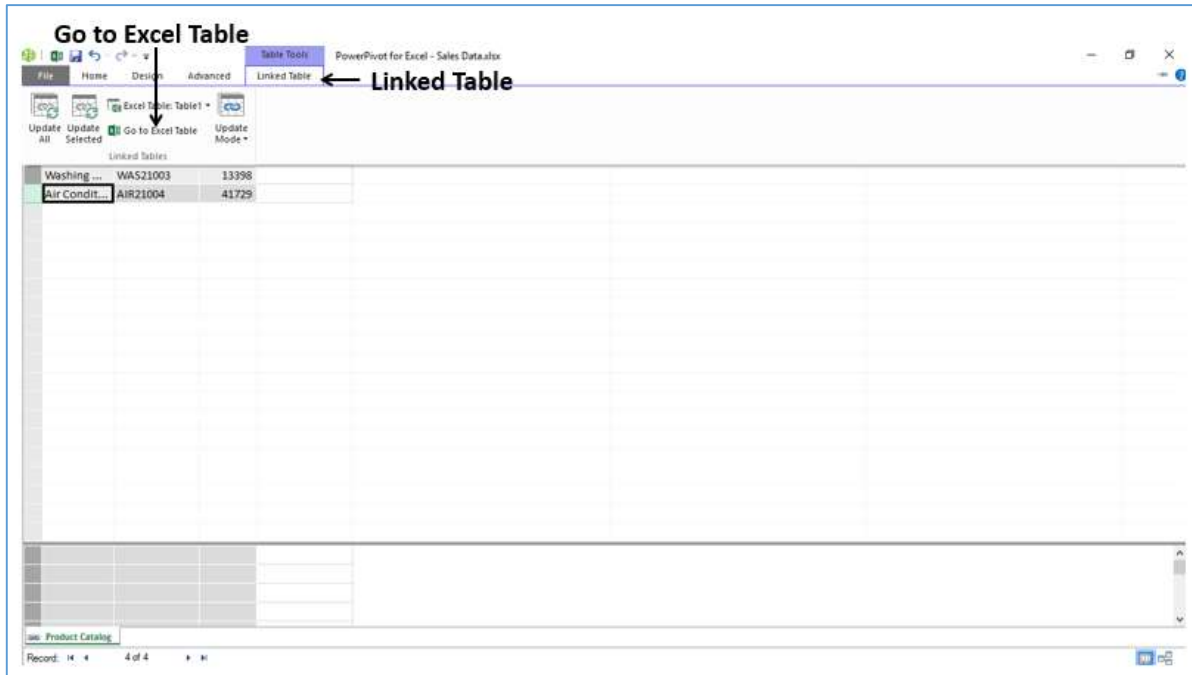 Go to Excel Table
Table Tools PowerPivot for Excel - Sales Data.xlsx
File Home Design Advanced Linked Table
Linked Table
Excel Table: Table1
Update All
Update Selected
Go to Excel Table
Update Mode
Linked Tables
Washing ... WAS21003 13398
Air Condit... AIR21004 41729
Product Catalog
Record: 4 of 4